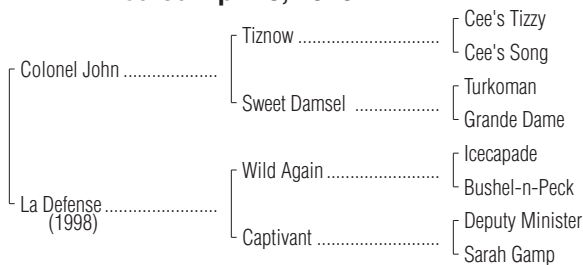 Colonel John ....................
Tiznow ..............................
Cee's Tizzy
Cee's Song
Sweet Damsel ..................
Turkoman
Grande Dame
La Defense ........................
(1998)
Wild Again ........................
Icecapade
Bushel-n-Peck
Captivant ..........................
Deputy Minister
Sarah Gamp